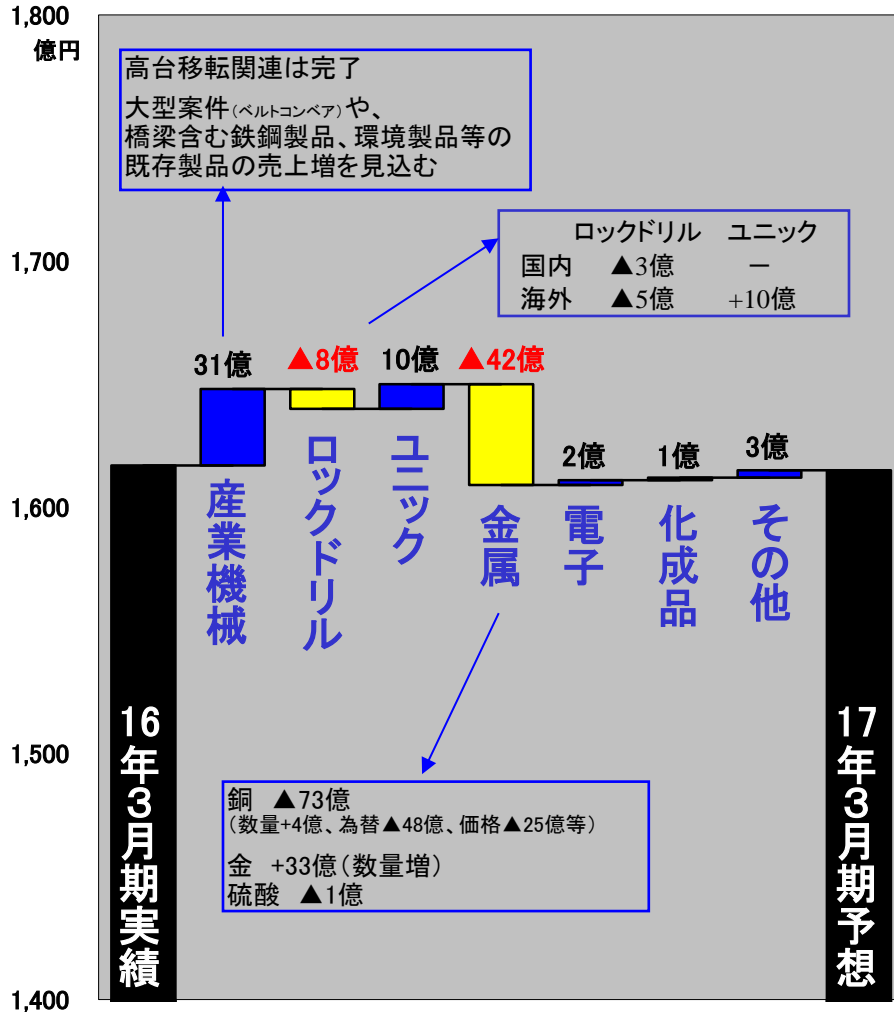 1,800
億円
高台移転関連は完了
大型案件(ベルトコンベア)や、
橋梁含む鉄鋼製品、環境製品等の
既存製品の売上増を見込む
ロックドリル ユニック
1,700
国内 ▲3億 －
海外 ▲5億 +10億
31億 ▲8億 10億 ▲42億
2億 1億 3億
産業機械
ロックドリル
ユニック
金属
電子
化成品
その他
1,600
1,500
16年3月期実績
17年3月期予想
銅 ▲73億
(数量+4億、為替▲48億、価格▲25億等)
金 +33億(数量増)
硫酸 ▲1億
1,400